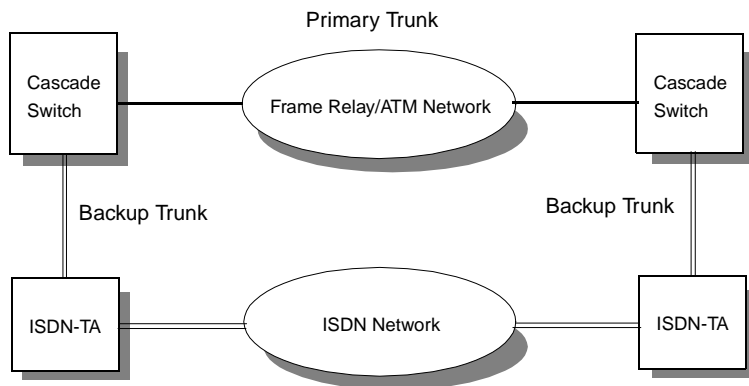 Primary Trunk
Cascade
Switch
Frame Relay/ATM Network
Cascade
Switch
Backup Trunk
Backup Trunk
ISDN-TA
ISDN Network
ISDN-TA